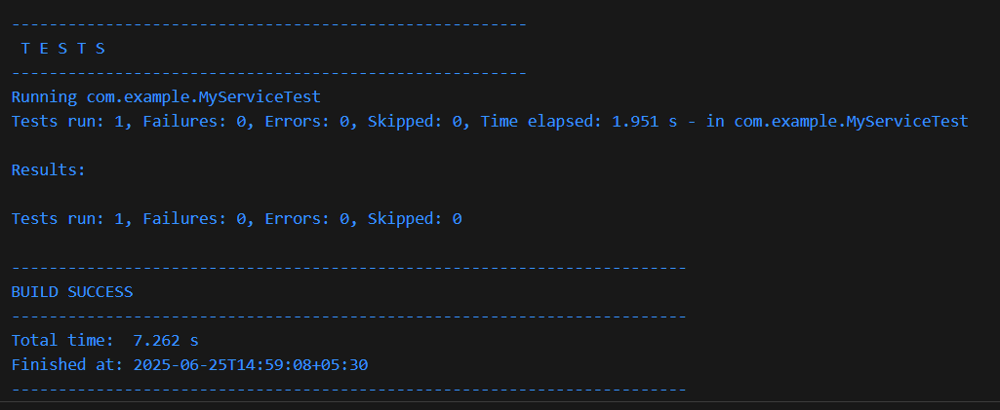 -------------------------------------------------------
 T E S T S
-------------------------------------------------------
Running com.example.MyServiceTest
Tests run: 1, Failures: 0, Errors: 0, Skipped: 0, Time elapsed: 1.951 s - in com.example.MyServiceTest

Results:

Tests run: 1, Failures: 0, Errors: 0, Skipped: 0

------------------------------------------------------------------------
BUILD SUCCESS
------------------------------------------------------------------------
Total time:  7.262 s
Finished at: 2025-06-25T14:59:08+05:30
------------------------------------------------------------------------